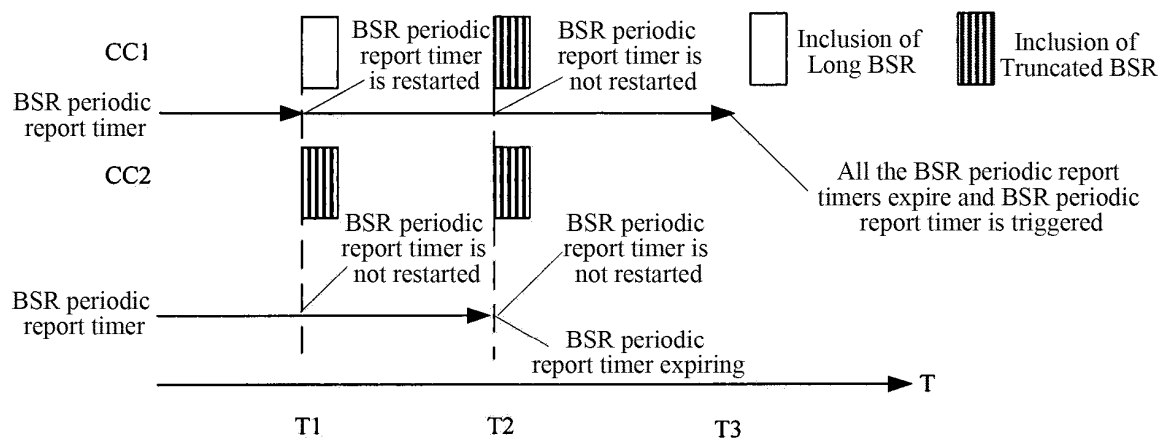 CC1
BSR periodic
report timer
is restarted
BSR periodic
report timer is
not restarted
Inclusion of
Long BSR
Inclusion of
Truncated BSR
BSR periodic
report timer
CC2
All the BSR periodic report
timers expire and BSR periodic
report timer is triggered
BSR periodic
report timer is
not restarted
BSR periodic
report timer is
not restarted
BSR periodic
report timer
BSR periodic
report timer expiring
T
T1
T2
T3